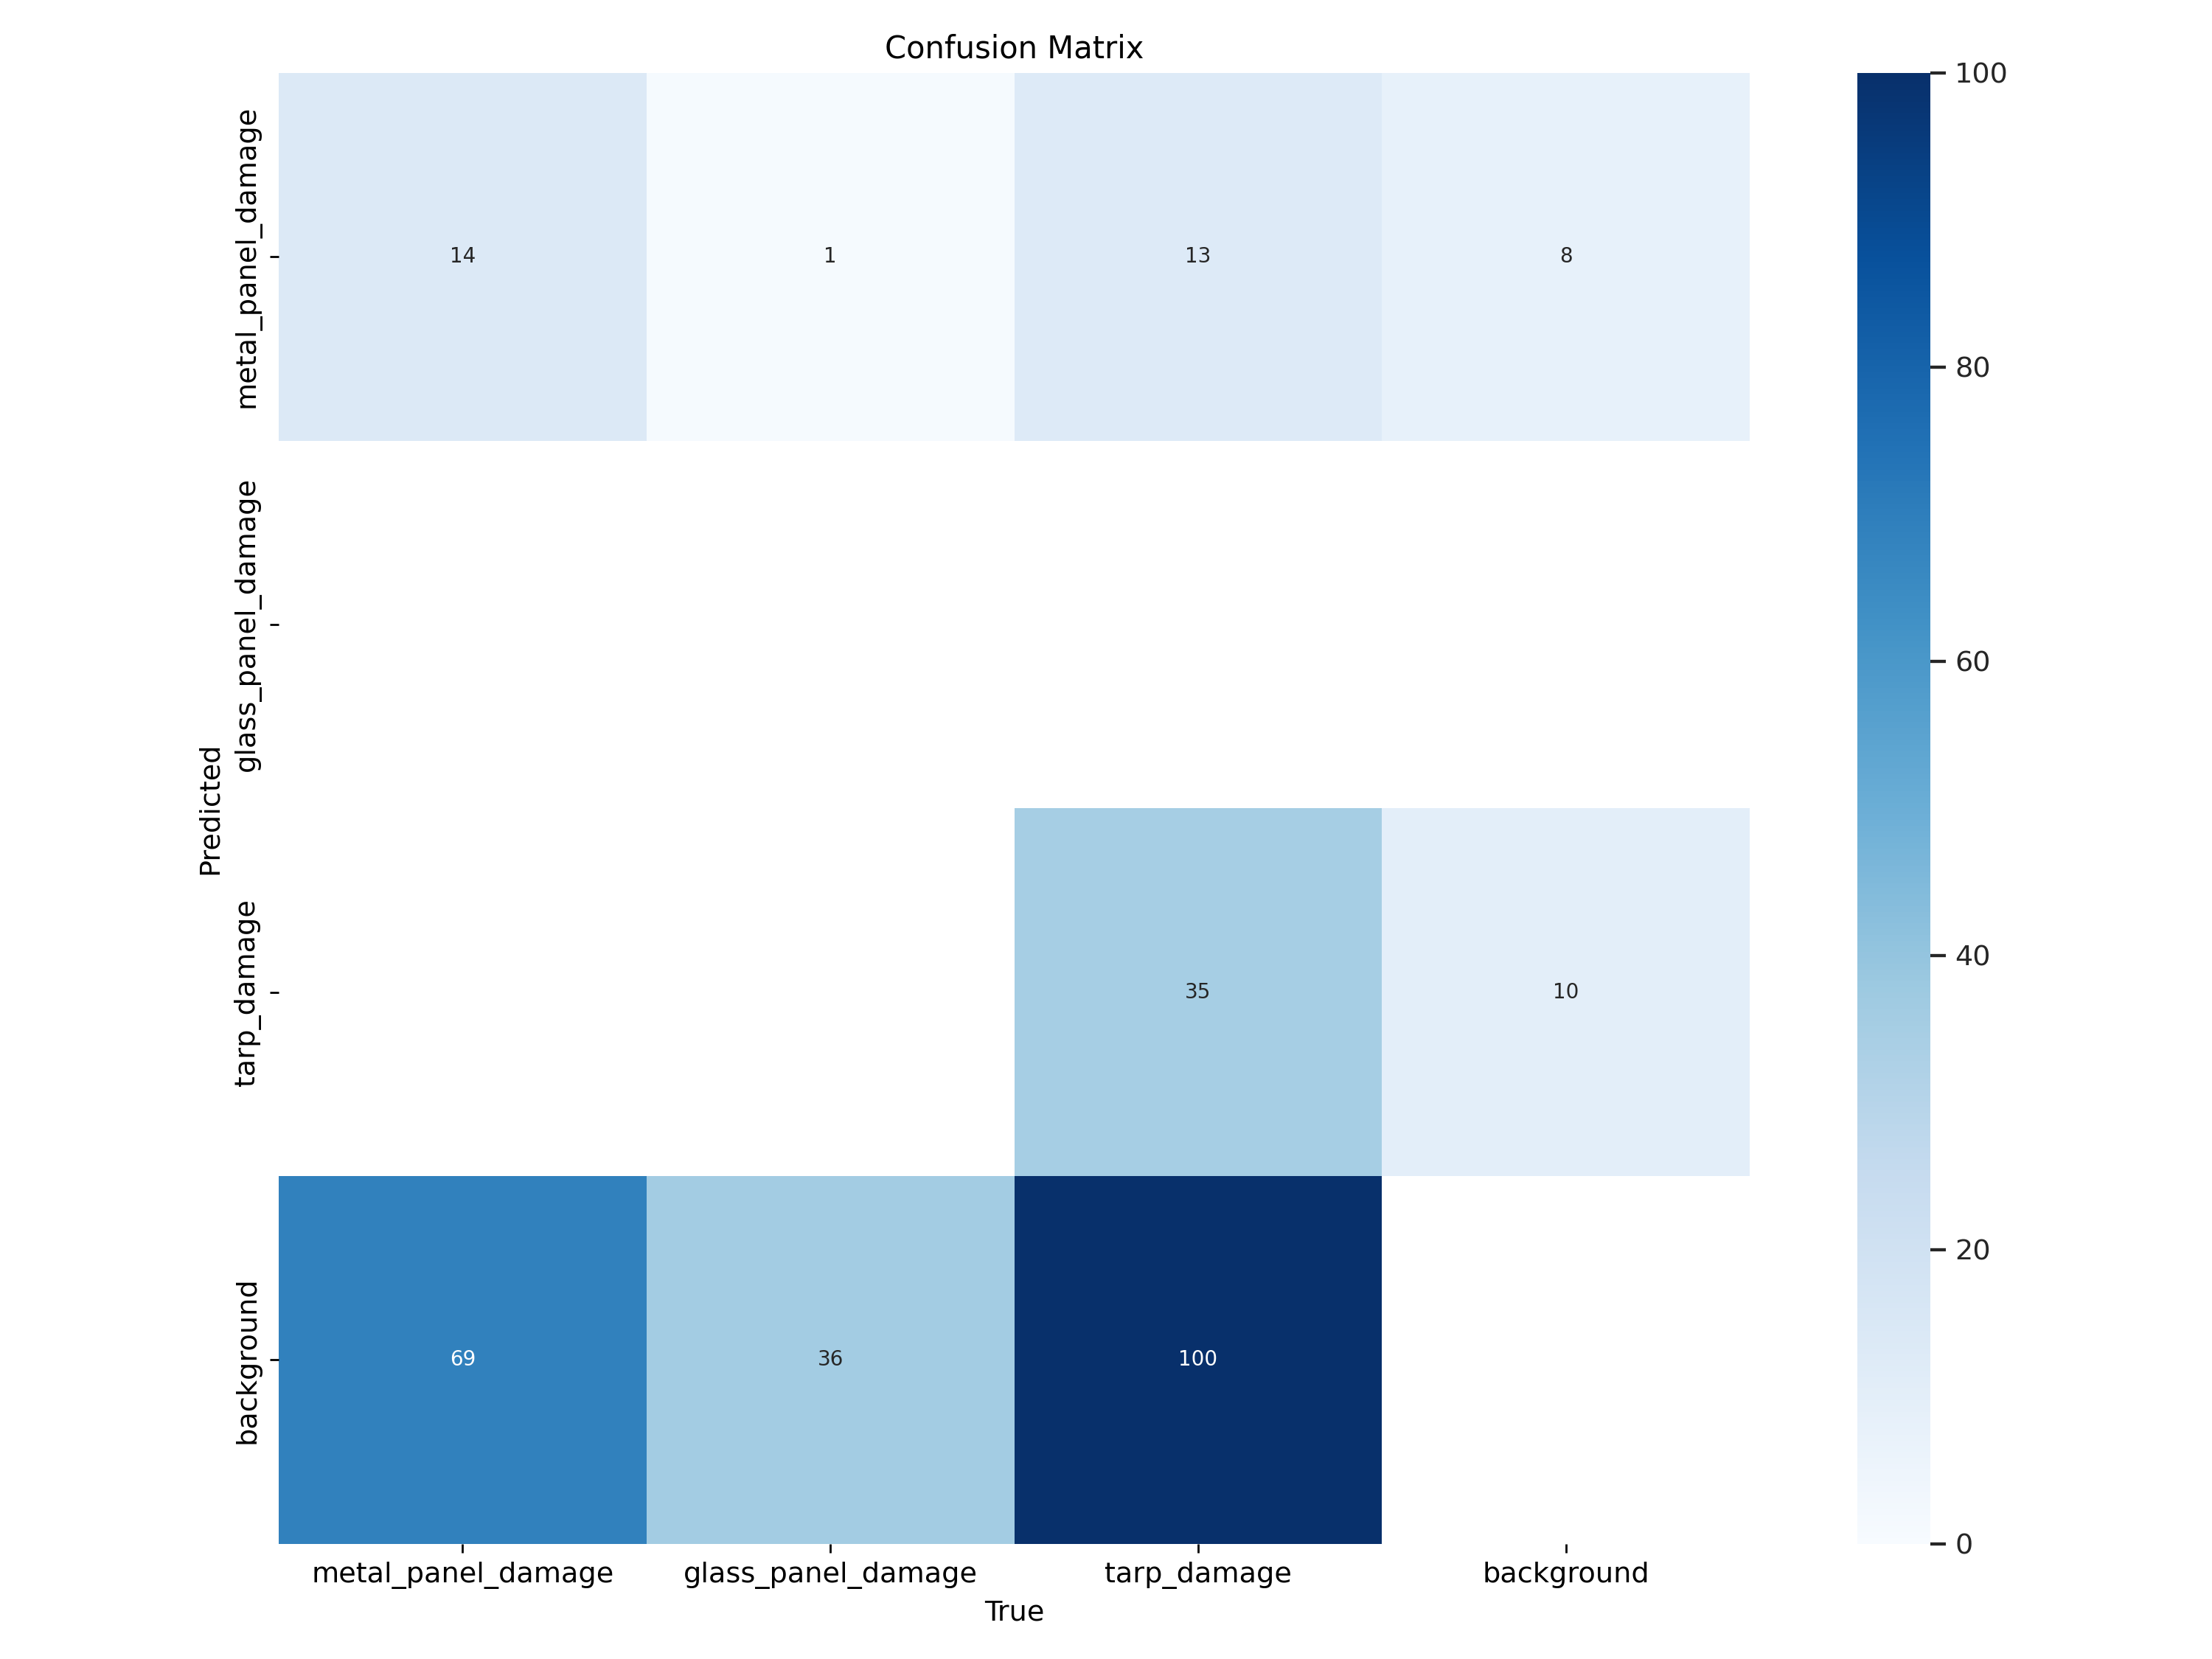 Confusion Matrix
metal_panel_damage
14
1
13
8
glass_panel_damage
tarp_damage
35
10
background
69
36
100
Predicted
metal_panel_damage
glass_panel_damage
tarp_damage
background
True
100
80
60
40
20
0